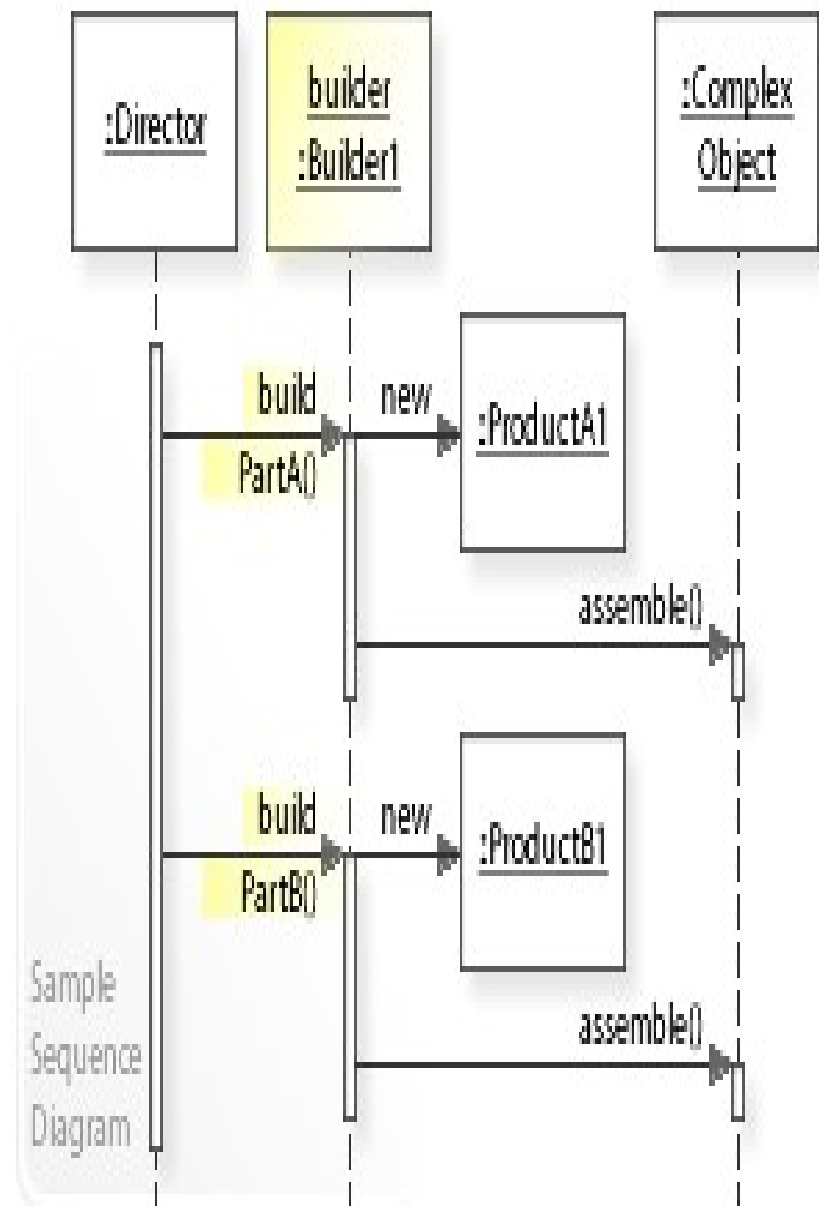 :Director
builder
:Builder1
:Complex
Object
build
PartA()
new
:ProductA1
assemble()
build
PartB()
new
:ProductB1
assemble()
Sample
Sequence
Diagram